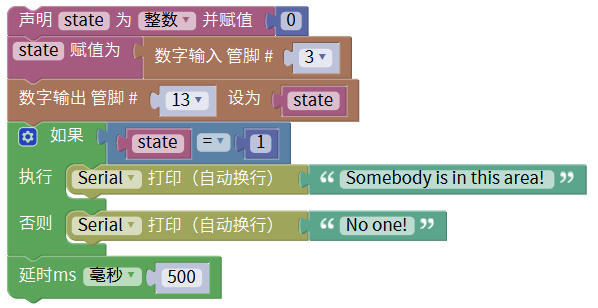 声明 state 为 整数 并赋值 0
state 赋值为 数字输入 管脚 # 3
数字输出 管脚 # 13 设为 state
如果 state = 1
执行 Serial 打印（自动换行） “ Somebody is in this area! ”
否则 Serial 打印（自动换行） “ No one! ”
延时ms 毫秒 500